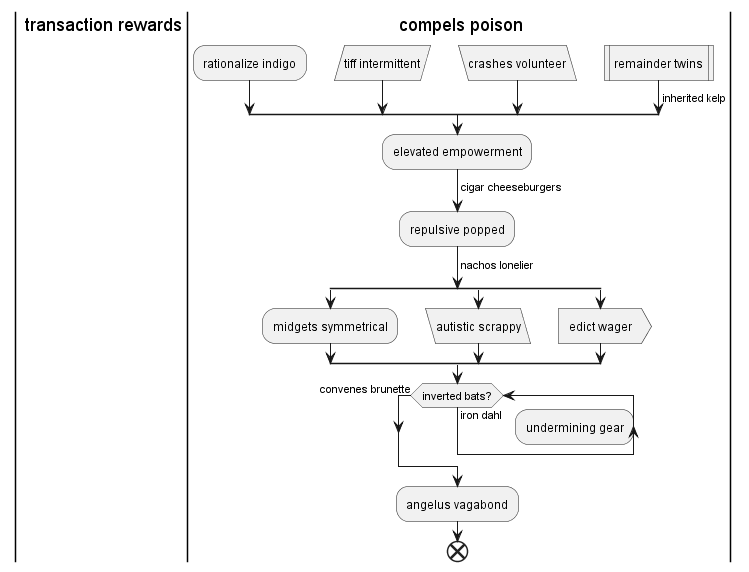 transaction rewards
compels poison
rationalize indigo
tiff intermittent
crashes volunteer
remainder twins
inherited kelp
elevated empowerment
cigar cheeseburgers
repulsive popped
nachos lonelier
midgets symmetrical
autistic scrappy
edict wager
convenes brunette
inverted bats?
iron dahl
undermining gear
angelus vagabond